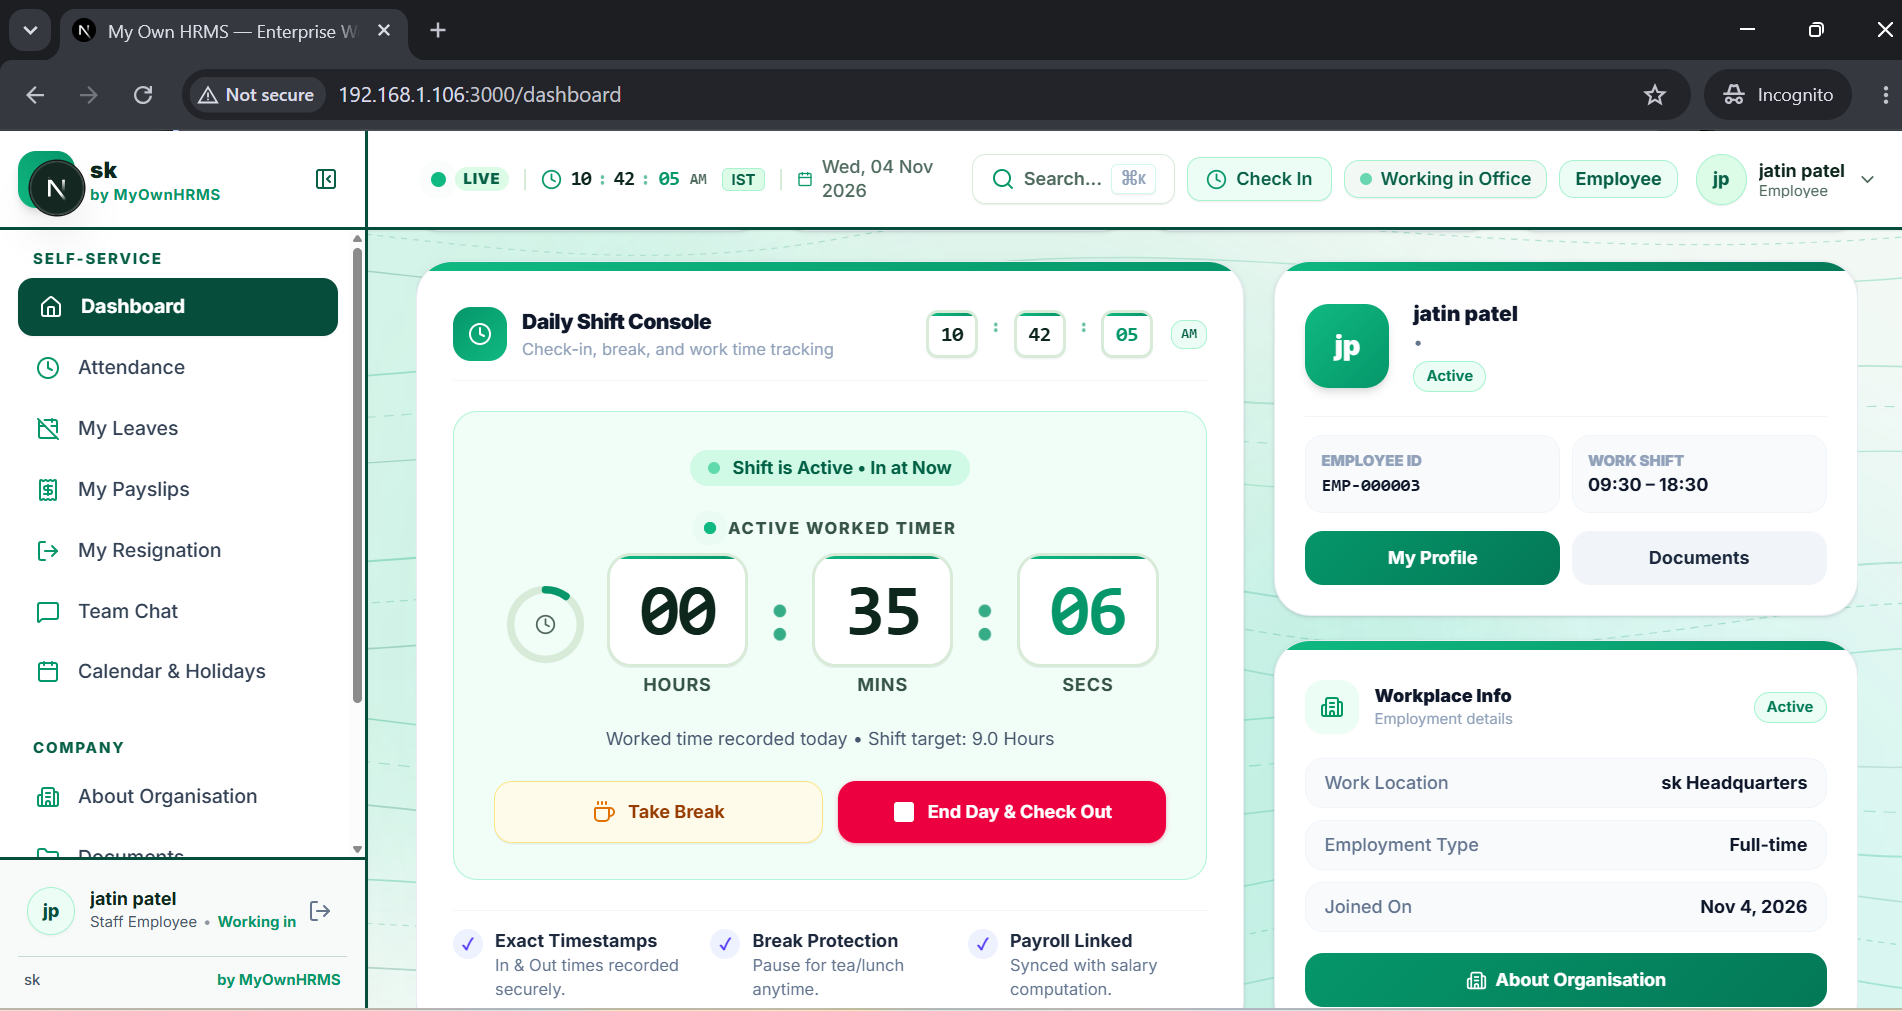 My Own HRMS — Enterprise W
Not secure
192.168.1.106:3000/dashboard
Incognito
N
sk
by MyOwnHRMS
LIVE
10 : 42 : 05 AM
IST
Wed, 04 Nov
2026
Search...
⌘K
Check In
Working in Office
Employee
jp
jatin patel
Employee
SELF-SERVICE
Dashboard
Attendance
My Leaves
My Payslips
My Resignation
Team Chat
Calendar & Holidays
COMPANY
About Organisation
Documents
jp
jatin patel
Staff Employee • Working in
sk
by MyOwnHRMS
Daily Shift Console
Check-in, break, and work time tracking
10 : 42 : 05 AM
Shift is Active • In at Now
ACTIVE WORKED TIMER
00 : 35 : 06
HOURS MINS SECS
Worked time recorded today • Shift target: 9.0 Hours
Take Break
End Day & Check Out
Exact Timestamps
In & Out times recorded
securely.
Break Protection
Pause for tea/lunch
anytime.
Payroll Linked
Synced with salary
computation.
jp
jatin patel
•
Active
EMPLOYEE ID
EMP-000003
WORK SHIFT
09:30 – 18:30
My Profile
Documents
Workplace Info
Employment details
Active
Work Location
sk Headquarters
Employment Type
Full-time
Joined On
Nov 4, 2026
About Organisation